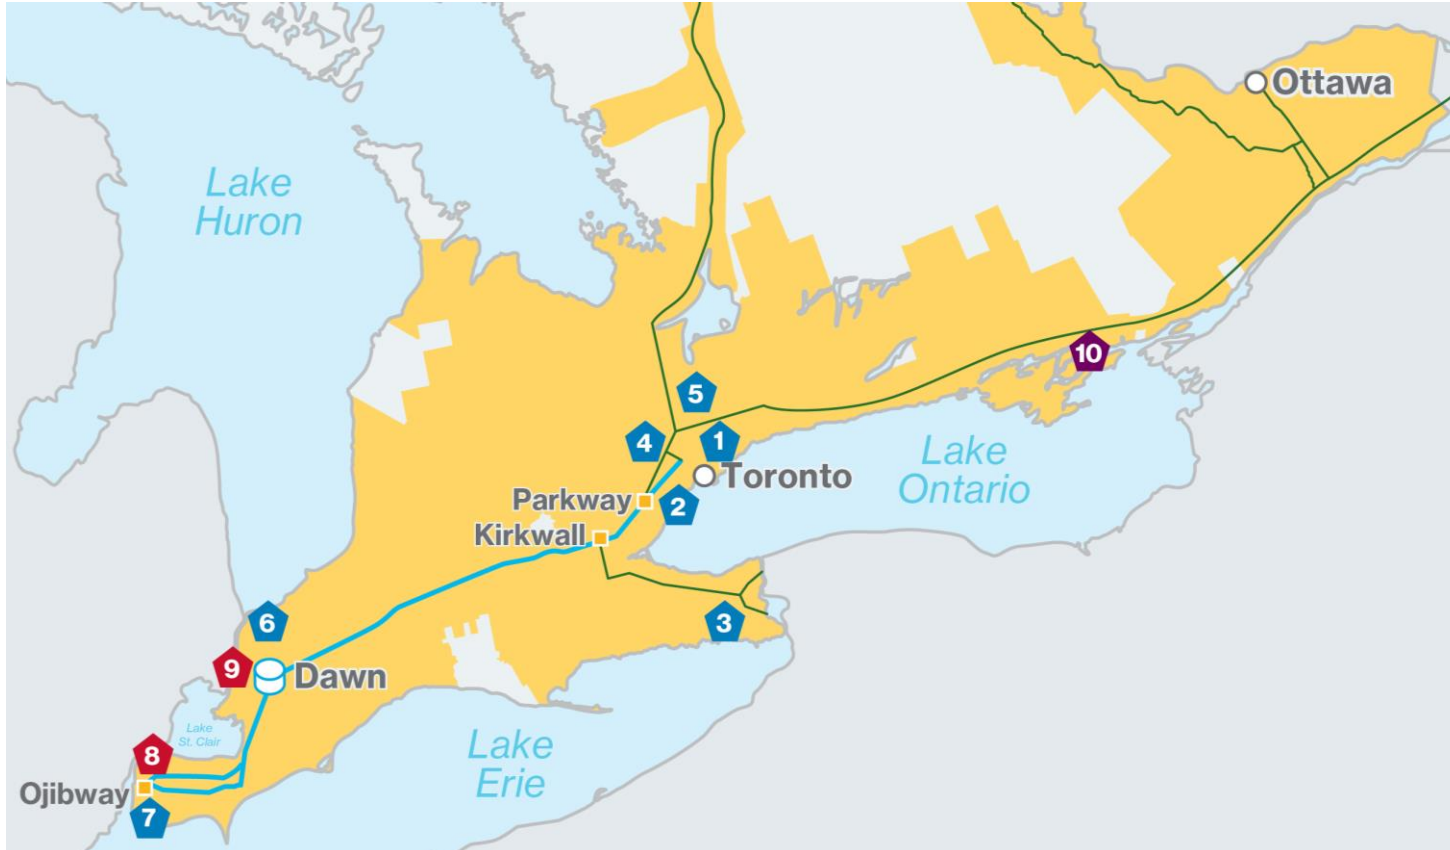 Ottawa
Lake
Huron
10
5
4
1
Lake
Ontario
Toronto
Parkway
2
Kirkwall
6
3
9
Dawn
Lake
St. Clair
Lake
Erie
8
Ojibway
7